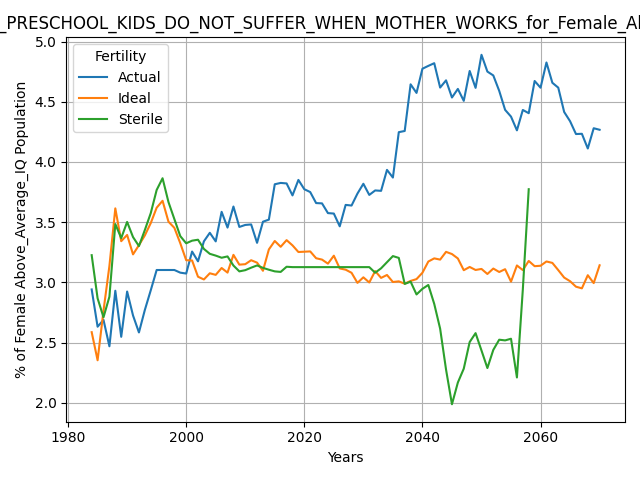 _PRESCHOOL_KIDS_DO_NOT_SUFFER_WHEN_MOTHER_WORKS_for_Female_A
5.0
4.5
4.0
3.5
3.0
2.5
2.0
% of Female Above_Average_IQ Population
Fertility
Actual
Ideal
Sterile
1980
2000
2020
2040
2060
Years